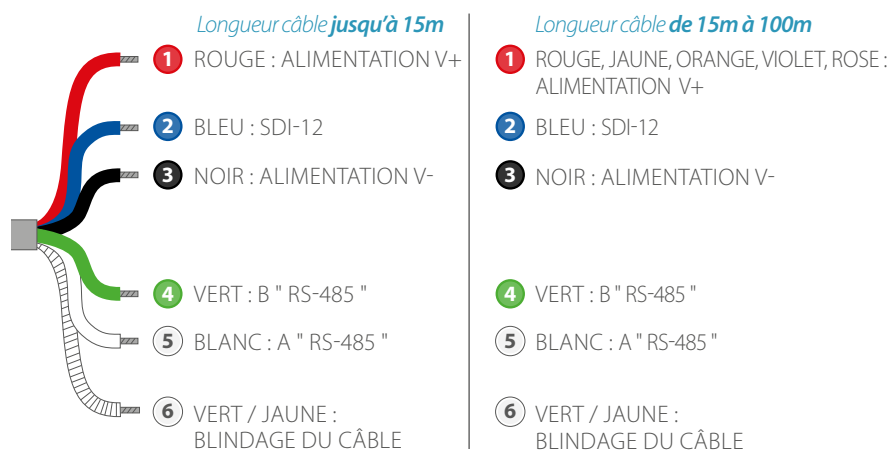 Longueur câble jusqu'à 15m
1 ROUGE : ALIMENTATION V+
2 BLEU : SDI-12
3 NOIR : ALIMENTATION V-
4 VERT : B " RS-485 "
5 BLANC : A " RS-485 "
6 VERT / JAUNE :
BLINDAGE DU CÂBLE
Longueur câble de 15m à 100m
1 ROUGE, JAUNE, ORANGE, VIOLET, ROSE :
ALIMENTATION V+
2 BLEU : SDI-12
3 NOIR : ALIMENTATION V-
4 VERT : B " RS-485 "
5 BLANC : A " RS-485 "
6 VERT / JAUNE :
BLINDAGE DU CÂBLE